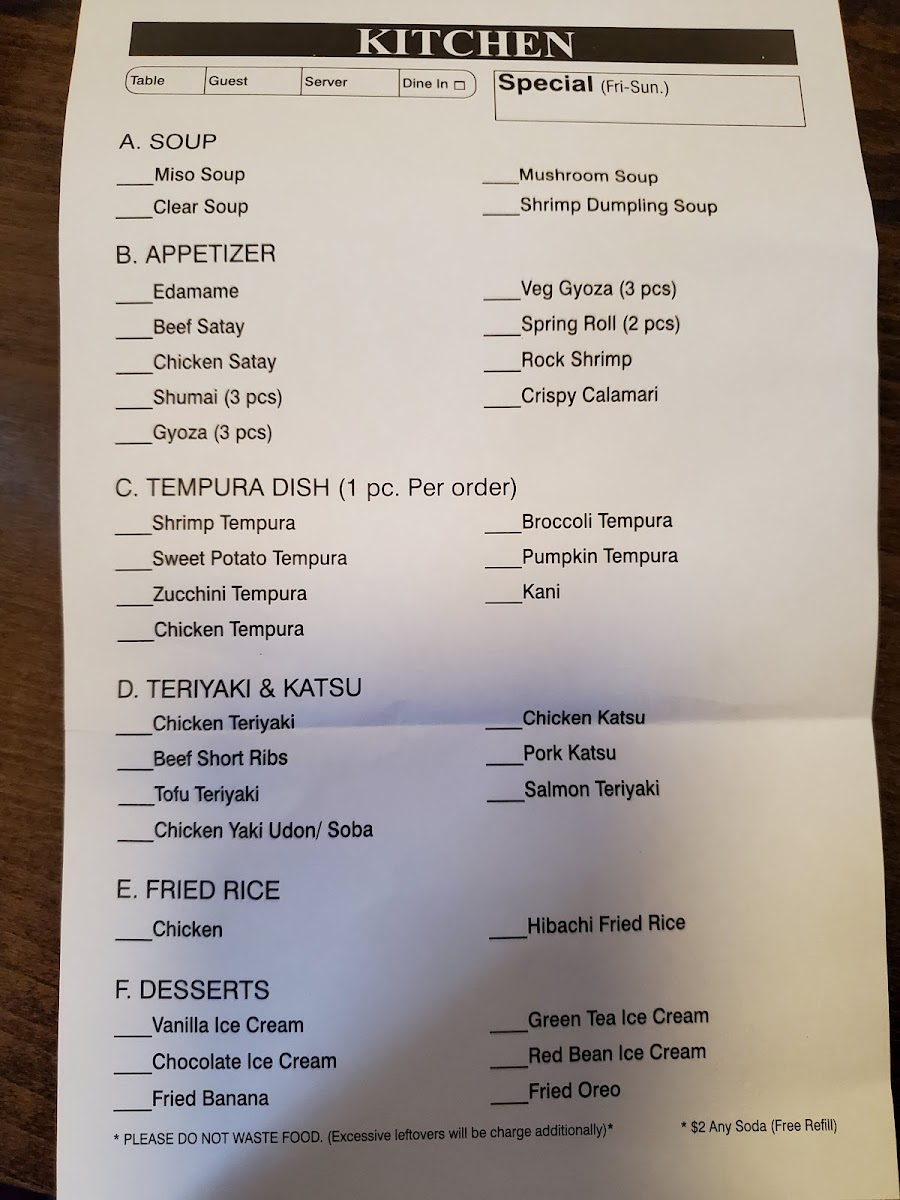 KITCHEN
Table Guest Server Dine In □
Special (Fri-Sun.)
A. SOUP
___Miso Soup ___Mushroom Soup
___Clear Soup ___Shrimp Dumpling Soup
B. APPETIZER
___Edamame ___Veg Gyoza (3 pcs)
___Beef Satay ___Spring Roll (2 pcs)
___Chicken Satay ___Rock Shrimp
___Shumai (3 pcs) ___Crispy Calamari
___Gyoza (3 pcs)
C. TEMPURA DISH (1 pc. Per order)
___Shrimp Tempura ___Broccoli Tempura
___Sweet Potato Tempura ___Pumpkin Tempura
___Zucchini Tempura ___Kani
___Chicken Tempura
D. TERIYAKI & KATSU
___Chicken Teriyaki ___Chicken Katsu
___Beef Short Ribs ___Pork Katsu
___Tofu Teriyaki ___Salmon Teriyaki
___Chicken Yaki Udon/ Soba
E. FRIED RICE
___Chicken ___Hibachi Fried Rice
F. DESSERTS
___Vanilla Ice Cream ___Green Tea Ice Cream
___Chocolate Ice Cream ___Red Bean Ice Cream
___Fried Banana ___Fried Oreo
* PLEASE DO NOT WASTE FOOD. (Excessive leftovers will be charge additionally)* * $2 Any Soda (Free Refill)